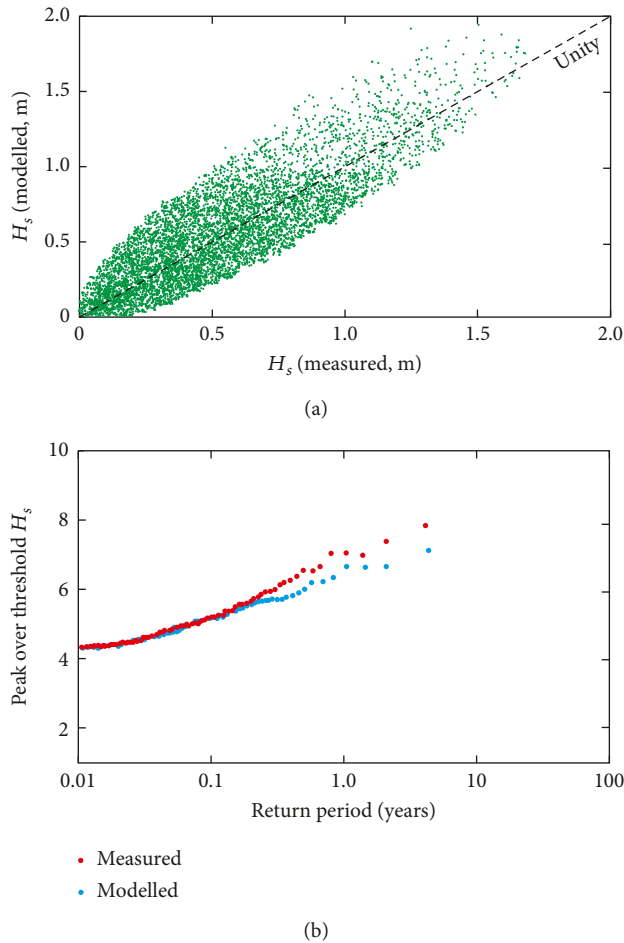 2.0
Unity
1.5
H_s (modelled, m)
1.0
0.5
0
0 0.5 1.0 1.5 2.0
H_s (measured, m)
(a)
10
8
Peak over threshold H_s
6
4
2
0.01 0.1 1.0 10 100
Return period (years)
Measured
Modelled
(b)